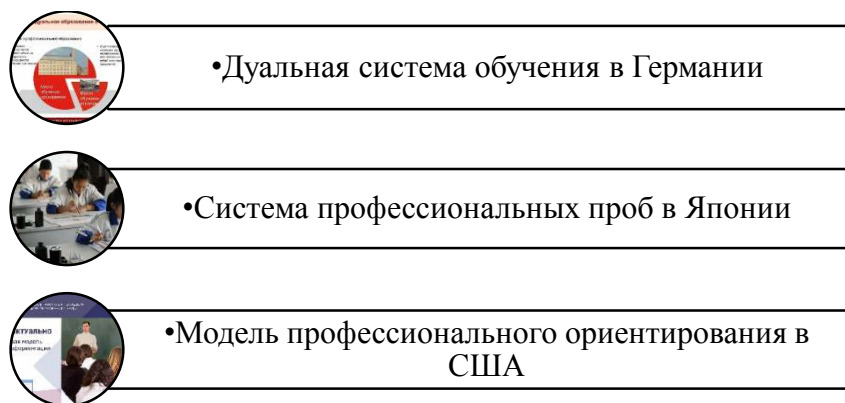 •Дуальная система обучения в Германии
•Система профессиональных проб в Японии
•Модель профессионального ориентирования в
США